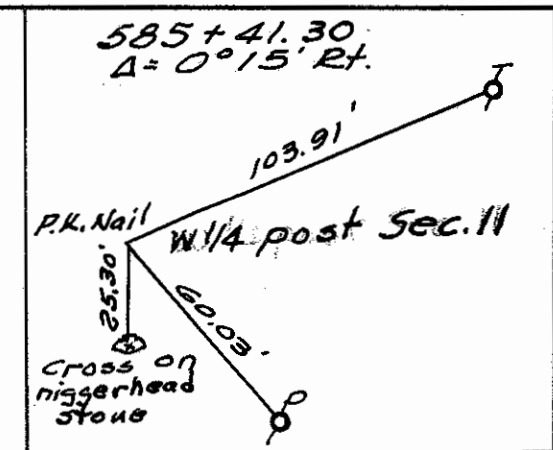 585 + 41.30
Δ = 0°15' Rt.
T
103.91'
P.K. Nail
W 1/4 post Sec. 11
25.30'
60.03'
Cross on
niggerhead
stone
P